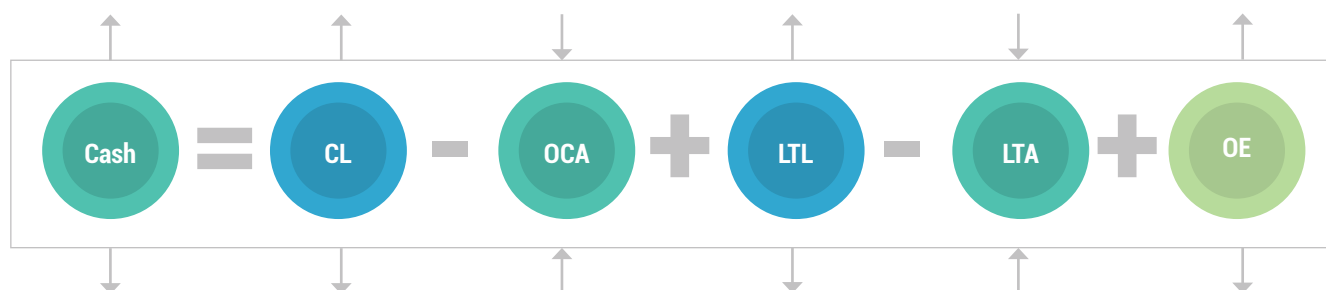 Cash = CL - OCA + LTL - LTA + OE